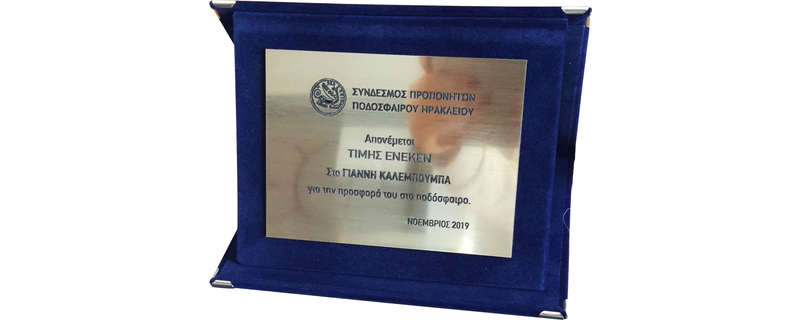 ΣΥΝΔΕΣΜΟΣ ΠΡΟΠΟΝΗΤΩΝ
ΠΟΔΟΣΦΑΙΡΟΥ ΗΡΑΚΛΕΙΟΥ
Απονέμεται
ΤΙΜΗΣ ΕΝΕΚΕΝ
Στο ΓΙΑΝΝΗ ΚΑΛΕΜΠΟΥΜΠΑ
για την προσφορά του στο ποδόσφαιρο.
ΝΟΕΜΒΡΙΟΣ 2019